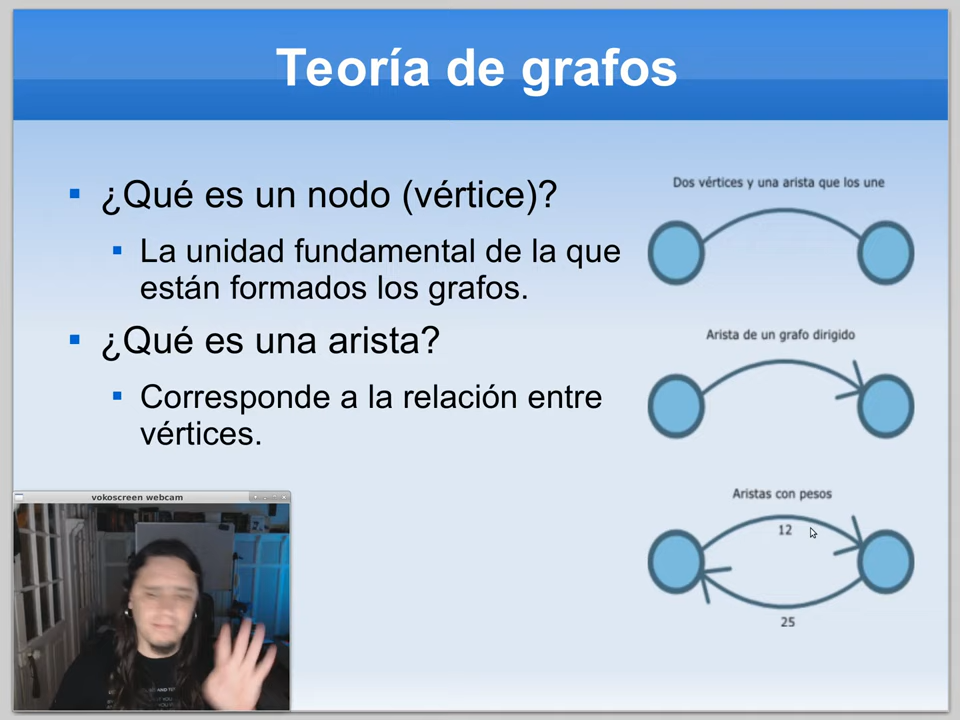 Teoría de grafos
¿Qué es un nodo (vértice)?
La unidad fundamental de la que
están formados los grafos.
¿Qué es una arista?
Corresponde a la relación entre
vértices.
Dos vértices y una arista que los une
Arista de un grafo dirigido
Aristas con pesos
12
25
vokoscreen webcam